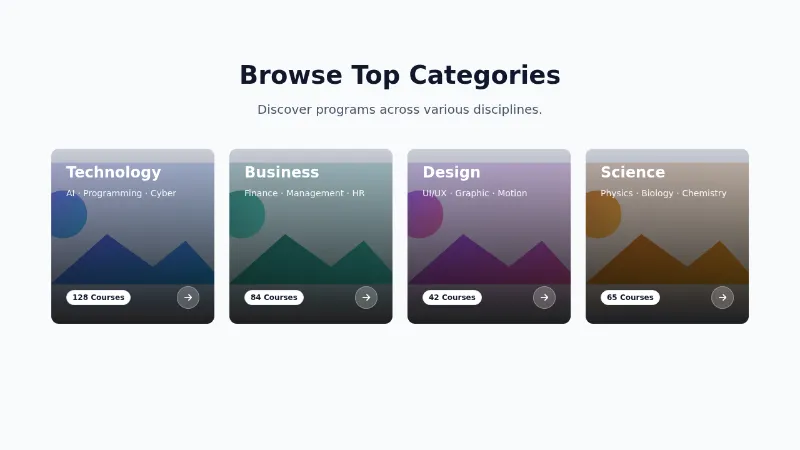 Browse Top Categories
Discover programs across various disciplines.
Technology
AI · Programming · Cyber
128 Courses
Business
Finance · Management · HR
84 Courses
Design
UI/UX · Graphic · Motion
42 Courses
Science
Physics · Biology · Chemistry
65 Courses